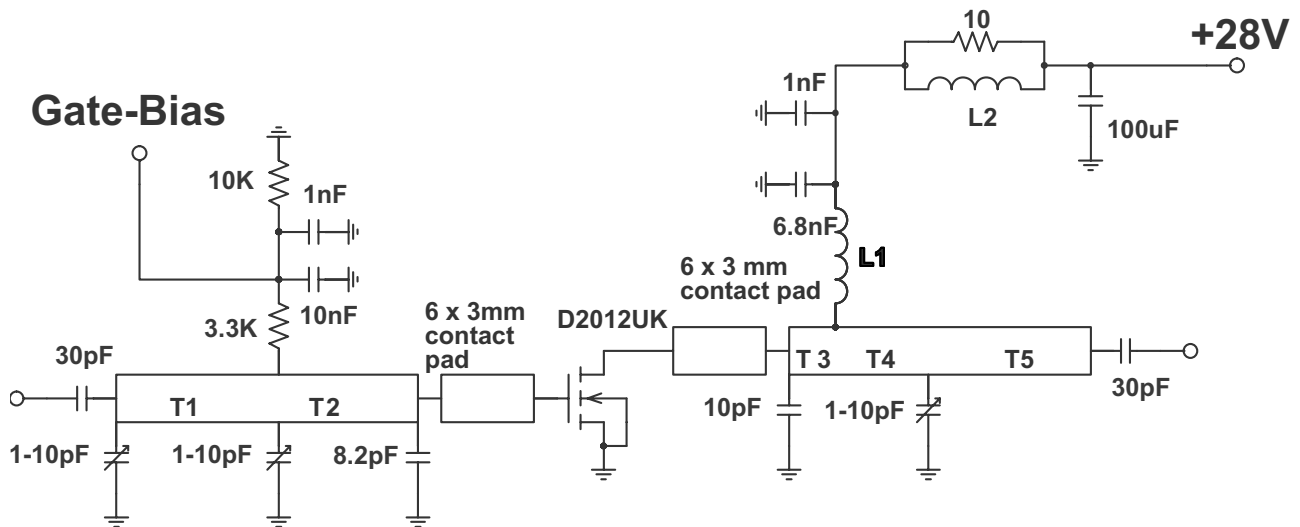 10
+28V
1nF
L2
100uF
Gate-Bias
10K
1nF
6.8nF
L1
6 x 3 mm
contact pad
10nF
3.3K
6 x 3mm
contact
pad
D2012UK
30pF
T1
T2
T 3
T4
T5
30pF
1-10pF
1-10pF
8.2pF
10pF
1-10pF